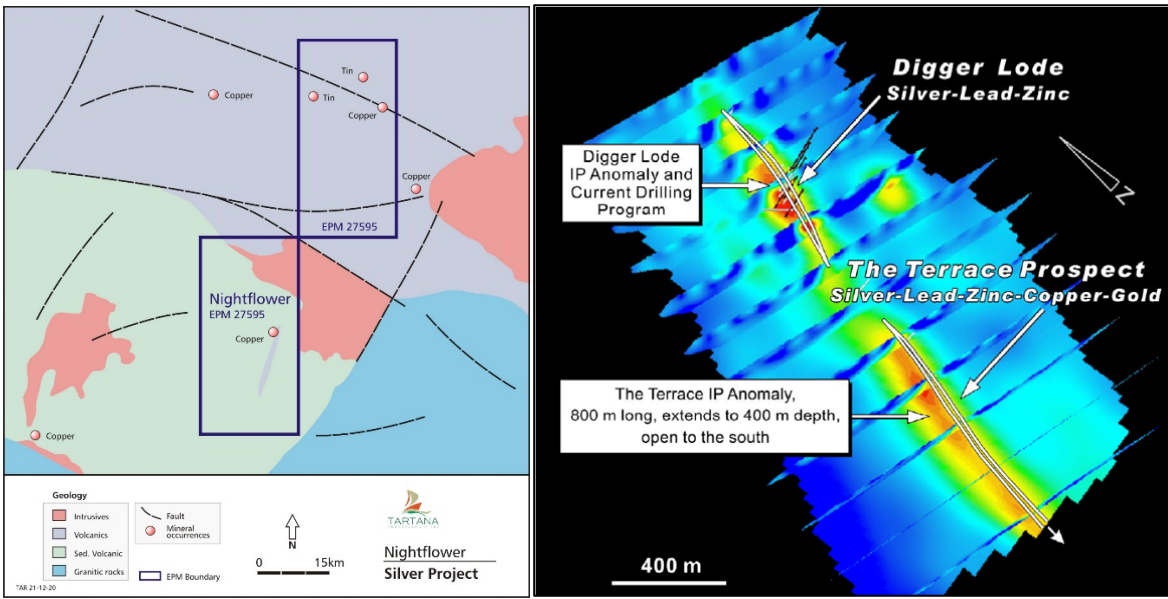 Tin
Copper
Tin
Copper
Copper
EPM 27595
Nightflower
EPM 27595
Copper
Copper
Geology
Intrusives
Volcanics
Sed. Volcanic
Granitic rocks
Fault
Mineral
occurrences
EPM Boundary
N
0 15km
TARTANA
Nightflower
Silver Project
TAR 21-12-20
Digger Lode
Silver-Lead-Zinc
Digger Lode
IP Anomaly and
Current Drilling
Program
N
The Terrace Prospect
Silver-Lead-Zinc-Copper-Gold
The Terrace IP Anomaly,
800 m long, extends to 400 m depth,
open to the south
400 m